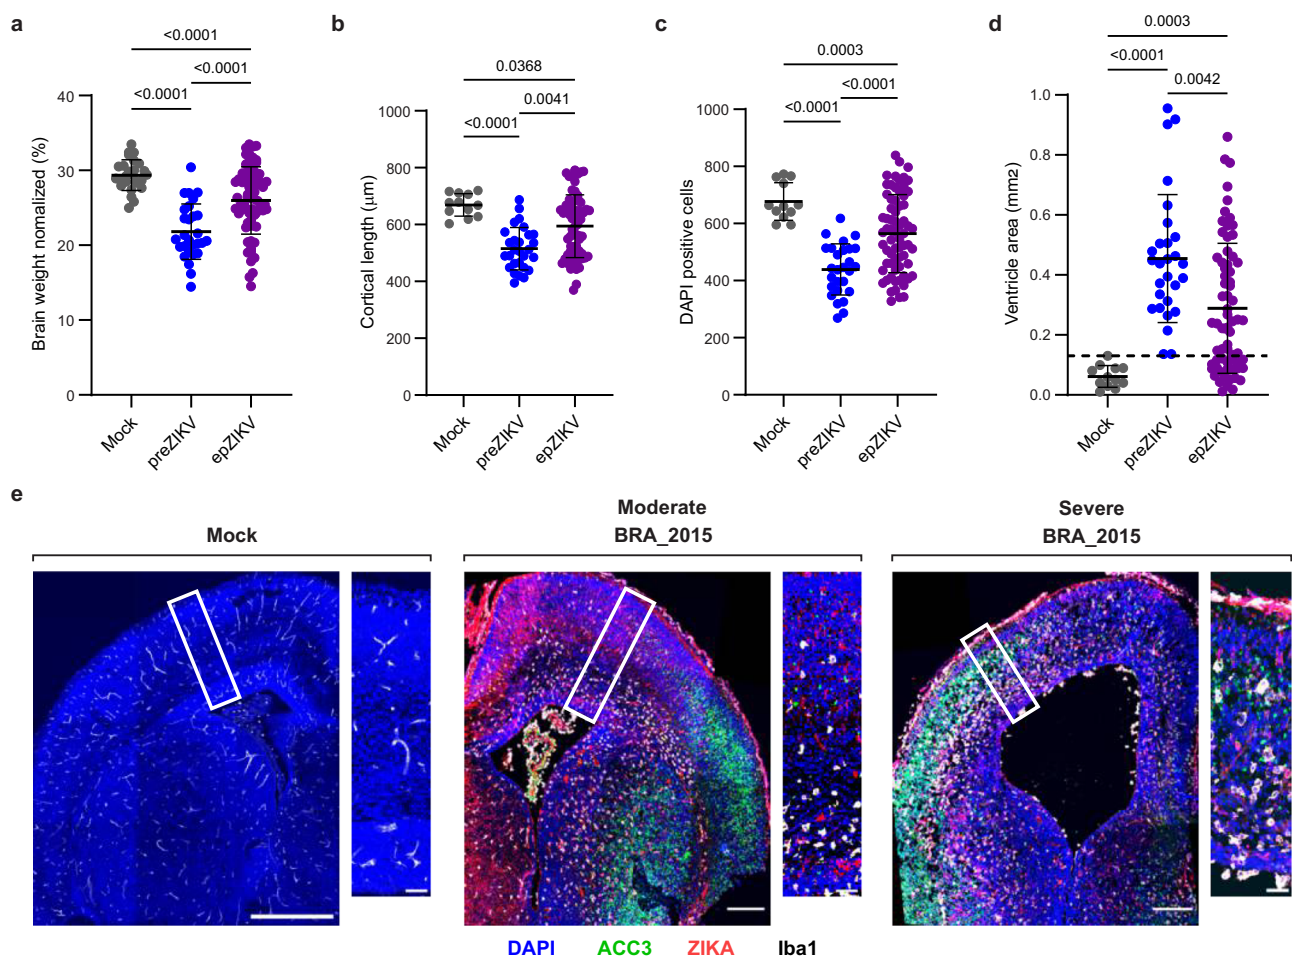 a
<0.0001
<0.0001
<0.0001
Brain weight nomalized (%)
40
30
20
10
0
Mock
preZIKV
epZIKV
b
0.0368
0.0041
<0.0001
Cortical length (μm)
1000
800
600
400
200
0
Mock
preZIKV
epZIKV
c
0.0003
<0.0001
<0.0001
DAPI positive cells
1000
800
600
400
200
0
Mock
preZIKV
epZIKV
d
0.0003
<0.0001
0.0042
Ventricle area (mm2)
1.0
0.8
0.6
0.4
0.2
0.0
Mock
preZIKV
epZIKV
e
Mock
Moderate
BRA_2015
Severe
BRA_2015
DAPI ACC3 ZIKA Iba1